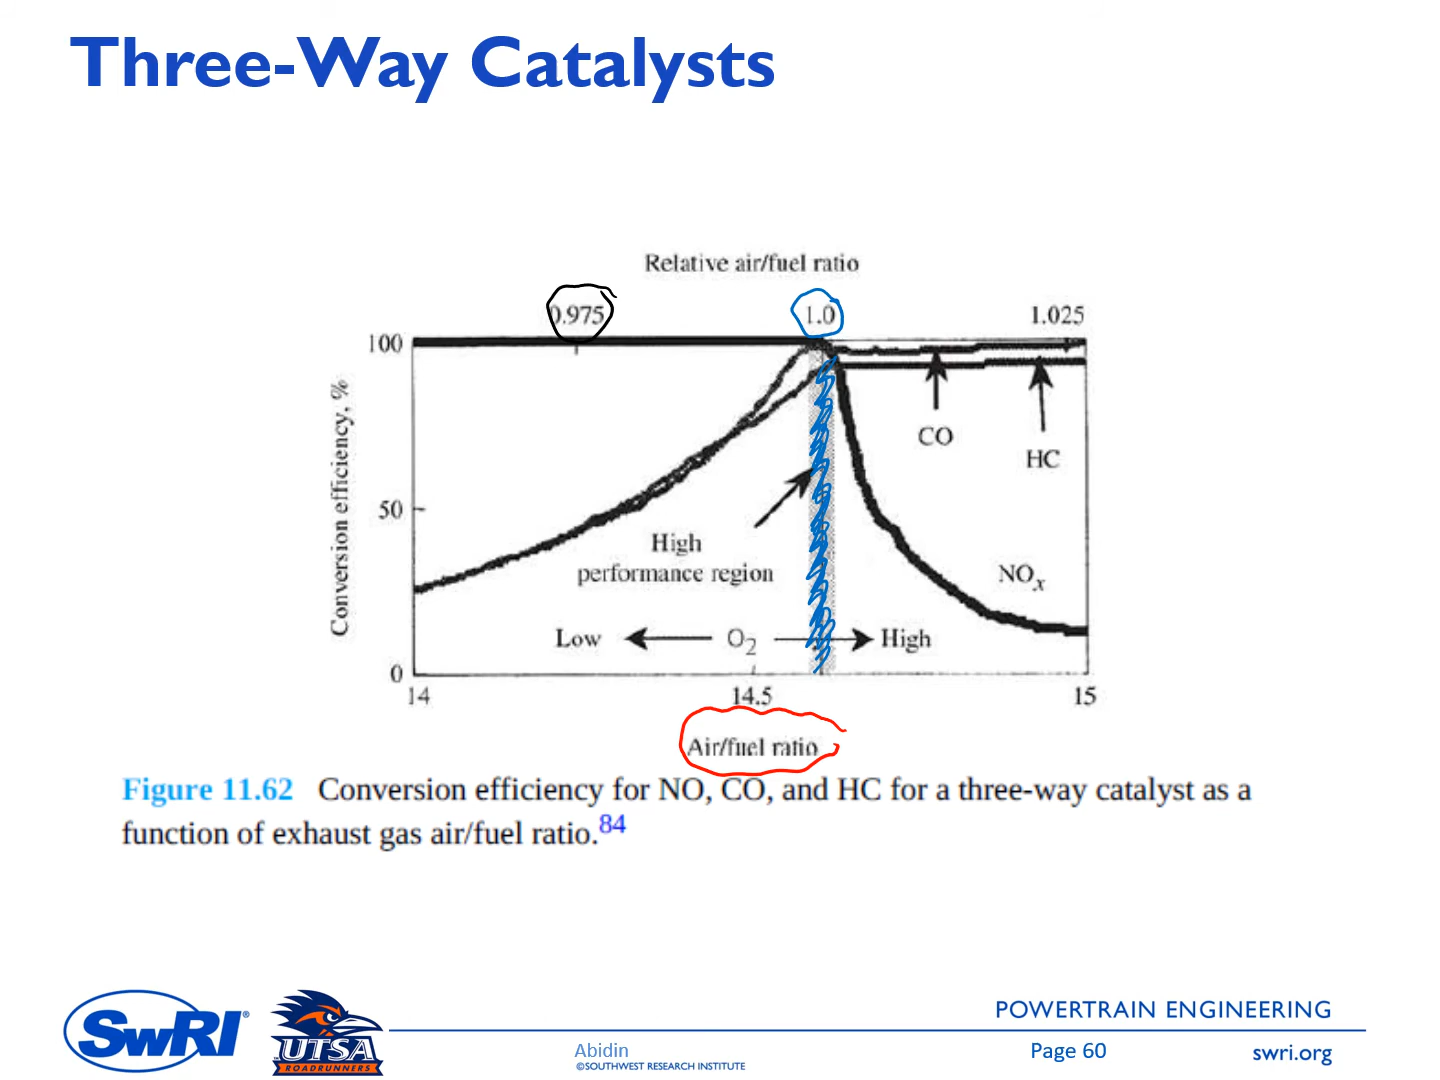 Three-Way Catalysts
Relative air/fuel ratio
0.975 1.0 1.025
100
50
0
Conversion efficiency, %
CO
HC
High
performance region
NOx
Low O2 High
14 14.5 15
Air/fuel ratio
Figure 11.62 Conversion efficiency for NO, CO, and HC for a three-way catalyst as a
function of exhaust gas air/fuel ratio.84
SwRI®
UTSA
ROADRUNNERS
POWERTRAIN ENGINEERING
Abidin
©SOUTHWEST RESEARCH INSTITUTE
Page 60
swri.org